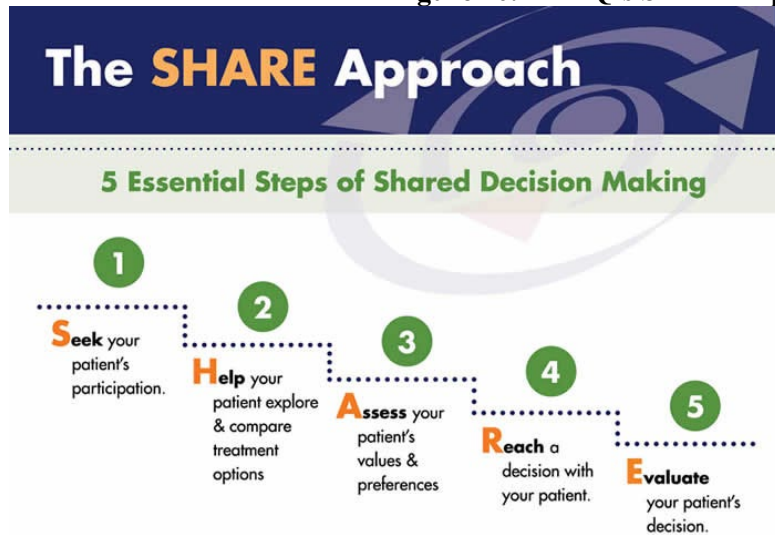 The SHARE Approach
5 Essential Steps of Shared Decision Making
1
Seek your
patient's
participation.
2
Help your
patient explore
& compare
treatment
options
3
Assess your
patient's
values &
preferences
4
Reach a
decision with
your patient.
5
Evaluate
your patient's
decision.